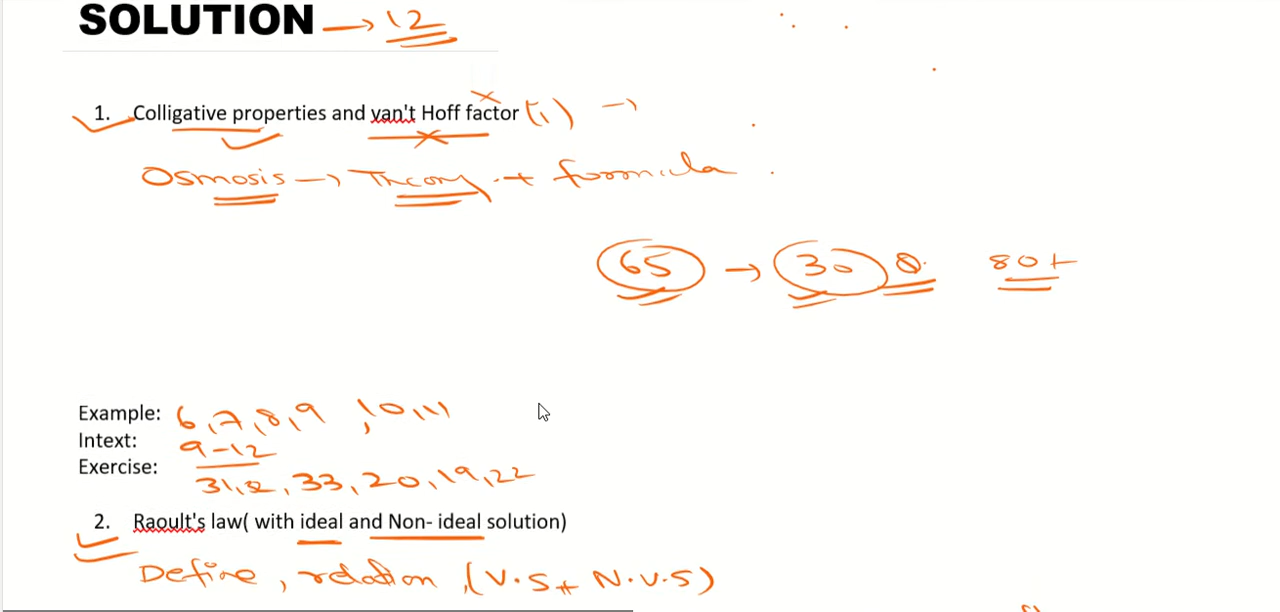 SOLUTION → 12
1. Colligative properties and van't Hoff factor (i) →
Osmosis → Theory + formula
65 → 30 80+
Example: 6, 7, 8, 9, 10, 11
Intext: 9-12
Exercise:
31, 33, 20, 19, 22
2. Raoult's law( with ideal and Non- ideal solution)
Define, relation, (V.S + N.V.S)